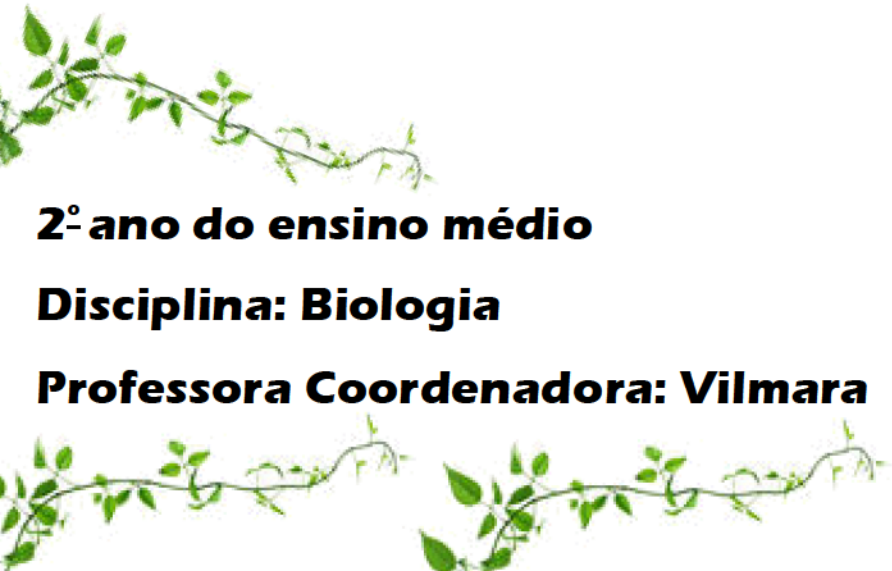 2º ano do ensino médio
Disciplina: Biologia
Professora Coordenadora: Vilmara